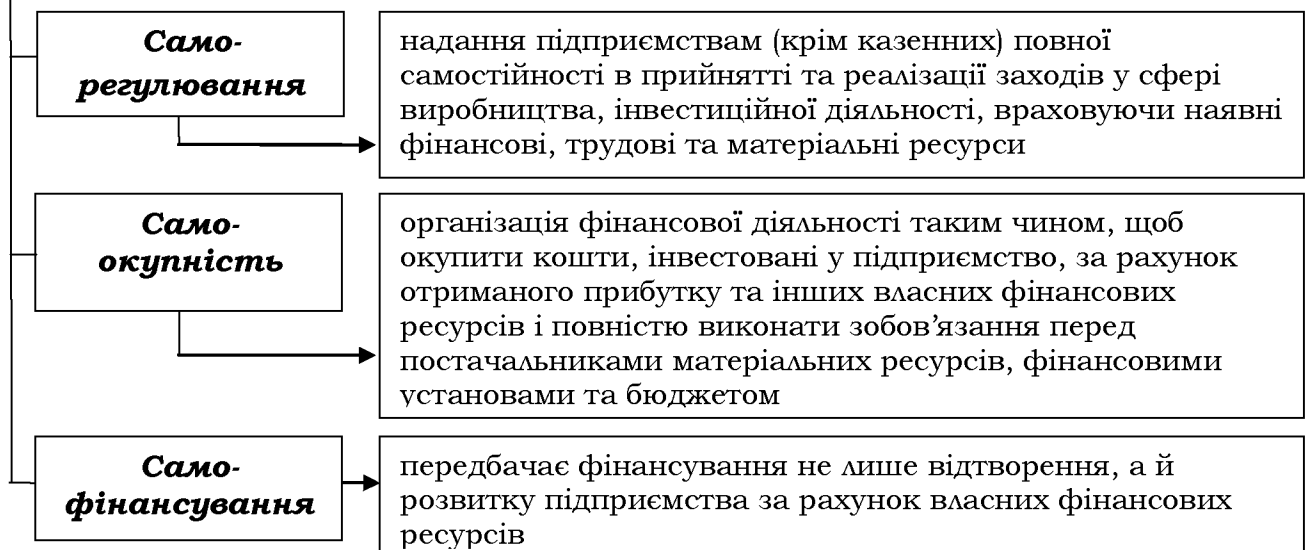 Само-
регулювання
надання підприємствам (крім казенних) повної
самостійності в прийнятті та реалізації заходів у сфері
виробництва, інвестиційної діяльності, враховуючи наявні
фінансові, трудові та матеріальні ресурси
Само-
окупність
організація фінансової діяльності таким чином, щоб
окупити кошти, інвестовані у підприємство, за рахунок
отриманого прибутку та інших власних фінансових
ресурсів і повністю виконати зобов’язання перед
постачальниками матеріальних ресурсів, фінансовими
установами та бюджетом
Само-
фінансування
передбачає фінансування не лише відтворення, а й
розвитку підприємства за рахунок власних фінансових
ресурсів